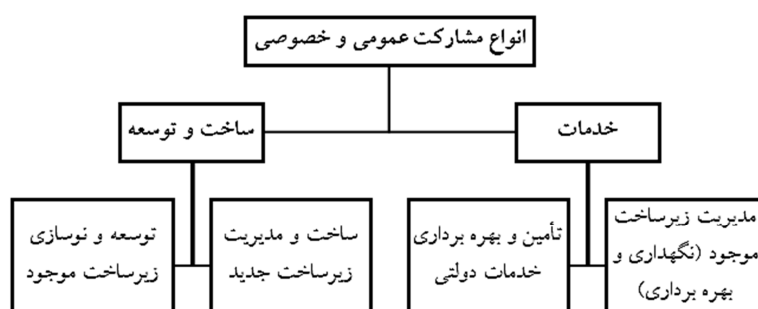 انواع مشارکت عمومی و خصوصی
خدمات
ساخت و توسعه
مدیریت زیرساخت
موجود (نگهداری و
بهره برداری)
تأمین و بهره برداری
خدمات دولتی
ساخت و مدیریت
زیرساخت جدید
توسعه و نوسازی
زیرساخت موجود